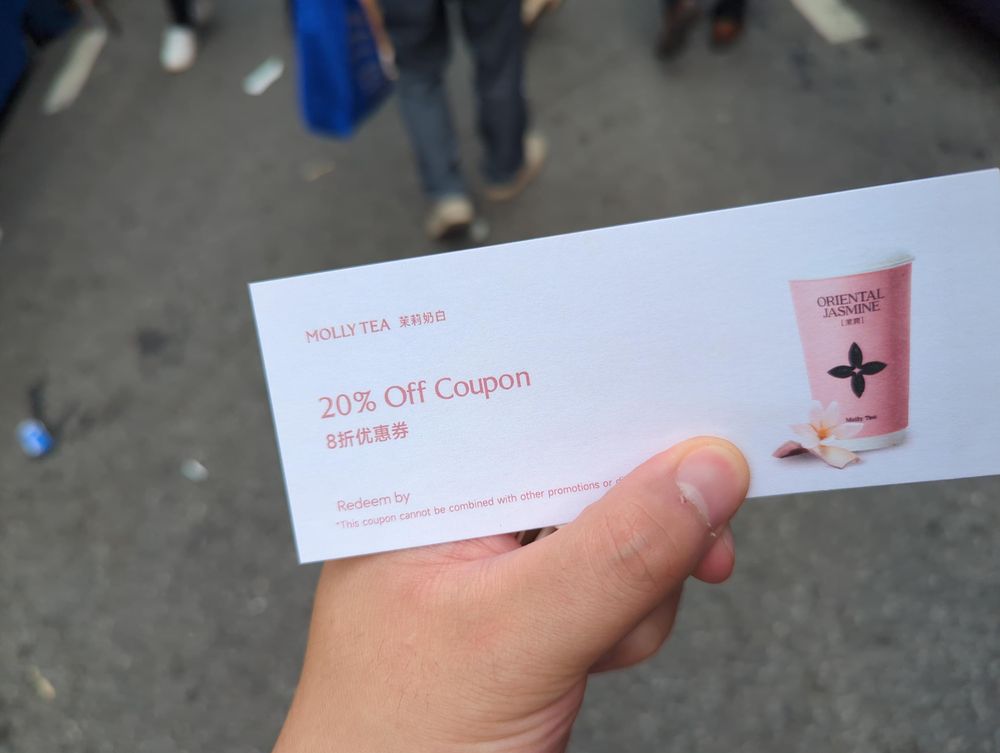 MOLLY TEA 茉莉奶白
20% Off Coupon
8折优惠券
Redeem by
*This coupon cannot be combined with other promotions or
ORIENTAL
JASMINE
Molly Tea